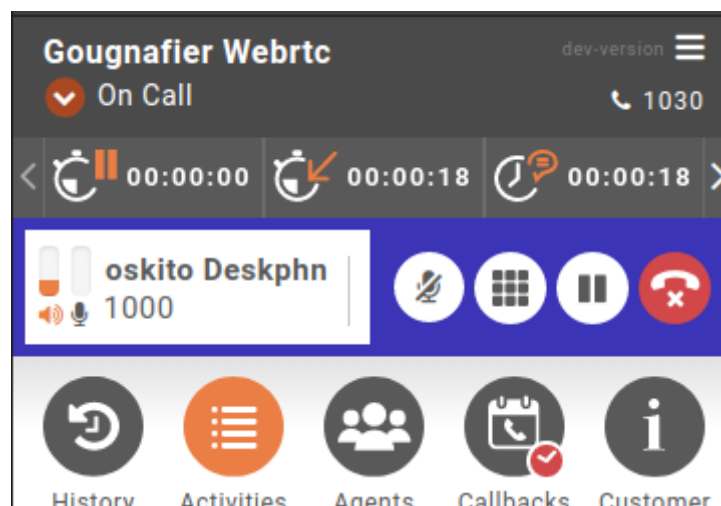 Gougnafier Webrtc
dev-version
On Call
1030
00:00:00
00:00:18
00:00:18
oskito Deskphn
1000
History
Activities
Agents
Callbacks
Customer